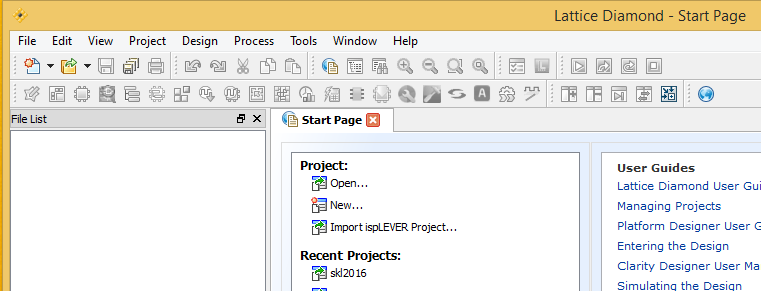 Lattice Diamond - Start Page
File Edit View Project Design Process Tools Window Help
File List
Start Page
Project:
Open...
New...
Import ispLEVER Project...
Recent Projects:
skl2016
User Guides
Lattice Diamond User Gui
Managing Projects
Platform Designer User G
Entering the Design
Clarity Designer User Ma
Simulating the Design